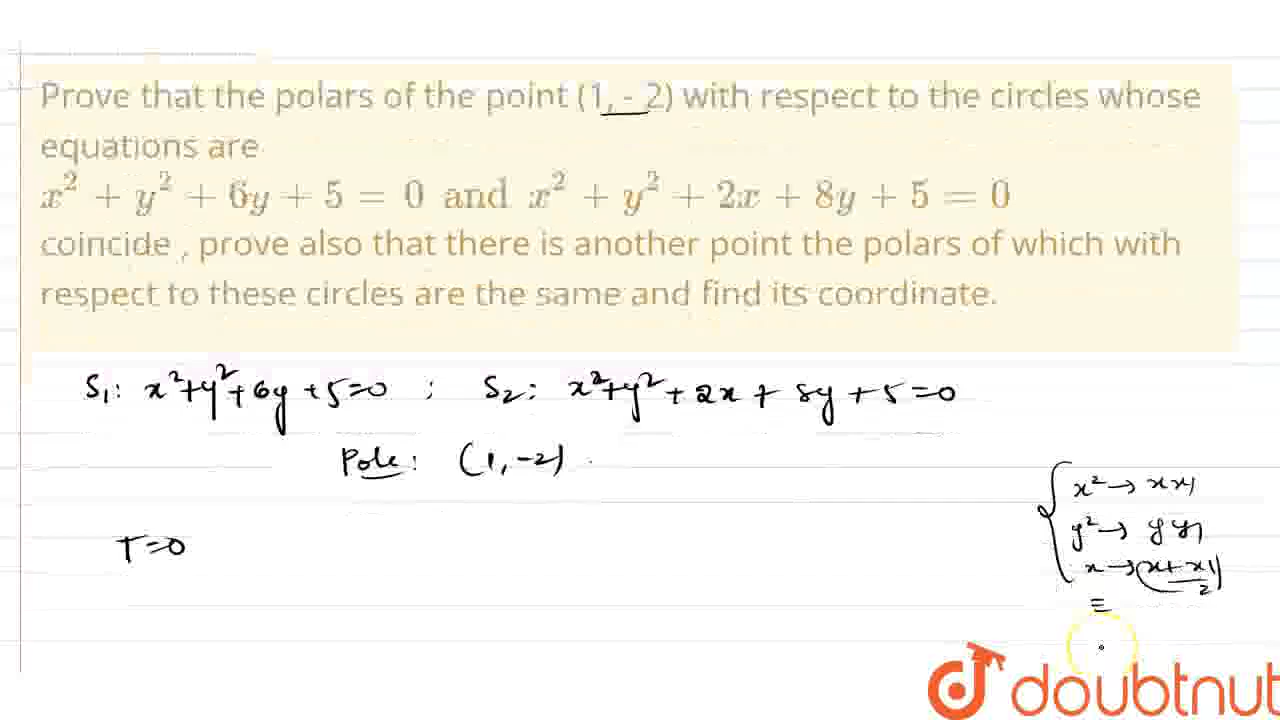 Prove that the polars of the point (1, - 2) with respect to the circles whose
equations are
x² + y² + 6y + 5 = 0 and x² + y² + 2x + 8y + 5 = 0
coincide , prove also that there is another point the polars of which with
respect to these circles are the same and find its coordinate.
S₁: x²+y²+6y+5=0 ; S₂: x²+y²+2x+8y+5=0
Pole: (1,-2)
x² → xx₁
y² → yy₁
x → (x+x₁)/2
=
T=0
doubtnut